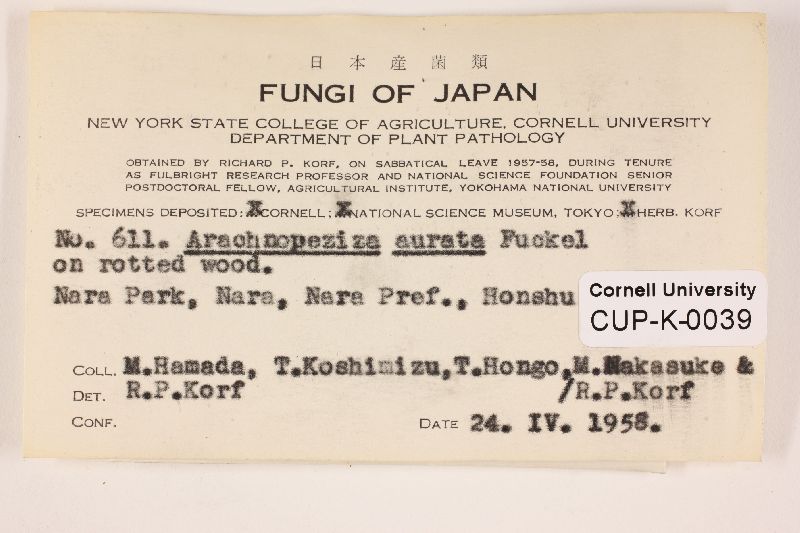 日本産菌類
FUNGI OF JAPAN
NEW YORK STATE COLLEGE OF AGRICULTURE, CORNELL UNIVERSITY
DEPARTMENT OF PLANT PATHOLOGY
OBTAINED BY RICHARD P. KORF, ON SABBATICAL LEAVE 1957-58, DURING TENURE
AS FULBRIGHT RESEARCH PROFESSOR AND NATIONAL SCIENCE FOUNDATION SENIOR
POSTDOCTORAL FELLOW, AGRICULTURAL INSTITUTE, YOKOHAMA NATIONAL UNIVERSITY
SPECIMENS DEPOSITED: X CORNELL; X NATIONAL SCIENCE MUSEUM, TOKYO; X HERB. KORF
No. 611. Arachnopeziza aurata Fuckel
on rotted wood.
Nara Park, Nara, Nara Pref., Honshu
Cornell University
CUP-K-0039
COLL. M.Hamada, T.Koshimizu, T.Hongo, M.Nakasuke &
DET. R.P.Korf /R.P.Korf
CONF. DATE 24. IV. 1958.